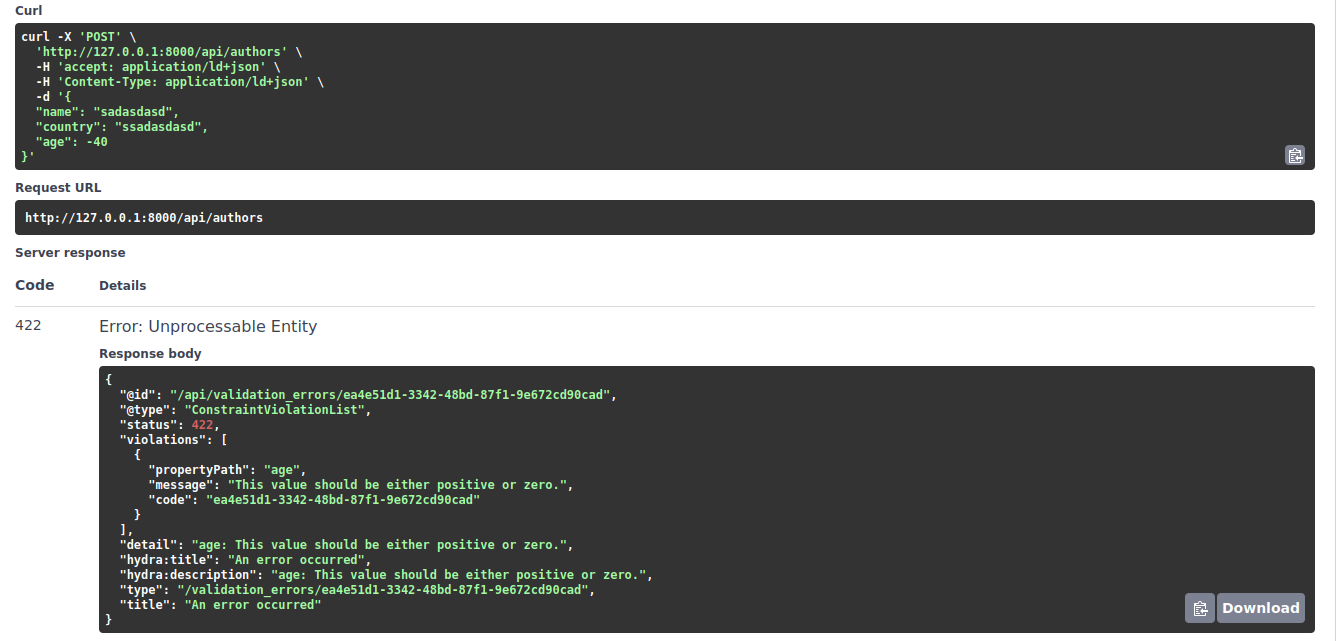 Curl
curl -X 'POST' \
  'http://127.0.0.1:8000/api/authors' \
  -H 'accept: application/ld+json' \
  -H 'Content-Type: application/ld+json' \
  -d '{
  "name": "sadasdasd",
  "country": "ssadasdasd",
  "age": -40
}'
Request URL
http://127.0.0.1:8000/api/authors
Server response
Code Details
422 Error: Unprocessable Entity
Response body
{
  "@id": "/api/validation_errors/ea4e51d1-3342-48bd-87f1-9e672cd90cad",
  "@type": "ConstraintViolationList",
  "status": 422,
  "violations": [
    {
      "propertyPath": "age",
      "message": "This value should be either positive or zero.",
      "code": "ea4e51d1-3342-48bd-87f1-9e672cd90cad"
    }
  ],
  "detail": "age: This value should be either positive or zero.",
  "hydra:title": "An error occurred",
  "hydra:description": "age: This value should be either positive or zero.",
  "type": "/validation_errors/ea4e51d1-3342-48bd-87f1-9e672cd90cad",
  "title": "An error occurred"
}
Download